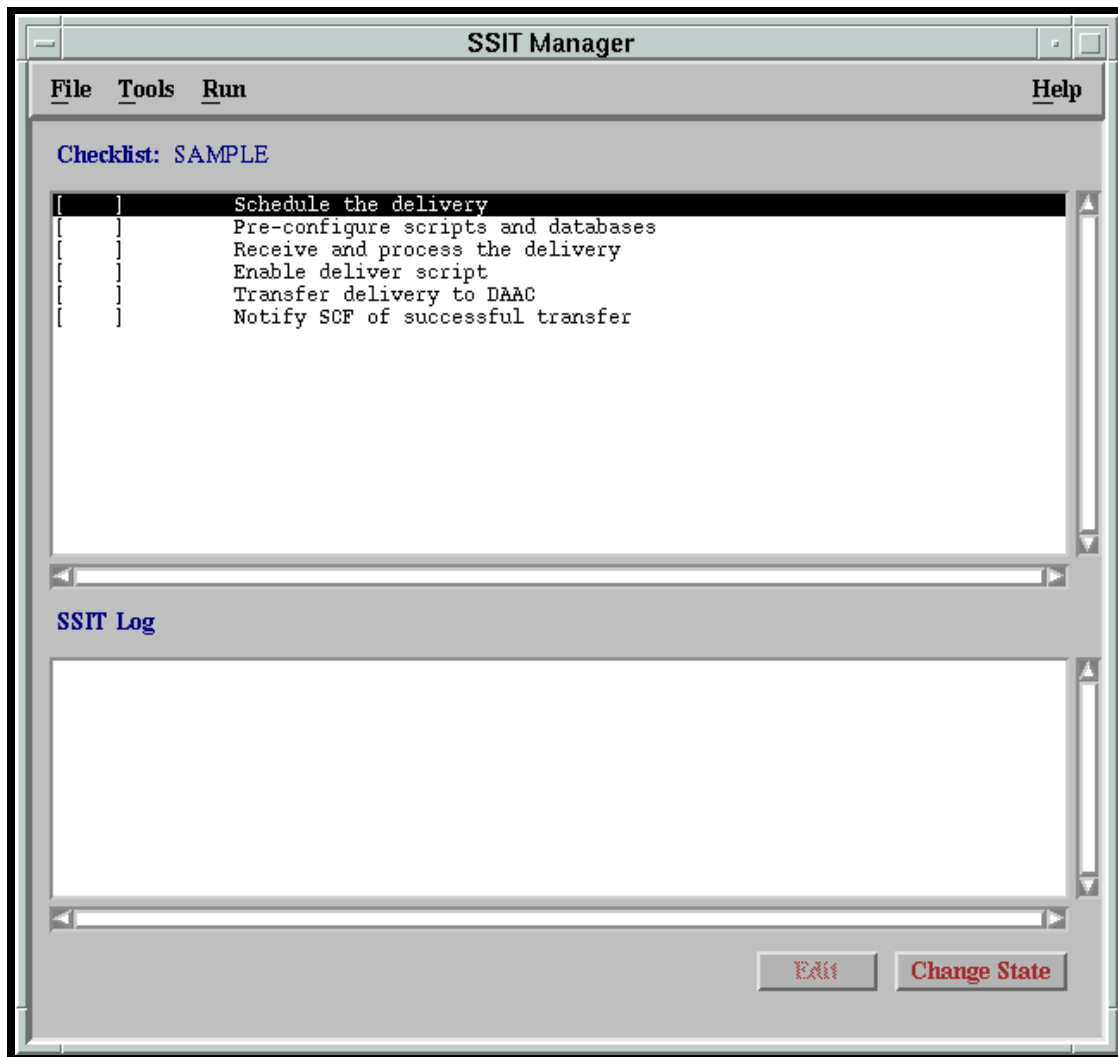 SSIT Manager
File Tools Run Help
Checklist: SAMPLE
[ ] Schedule the delivery
[ ] Pre-configure scripts and databases
[ ] Receive and process the delivery
[ ] Enable deliver script
[ ] Transfer delivery to DAAC
[ ] Notify SCF of successful transfer
SSIT Log
Edit Change State